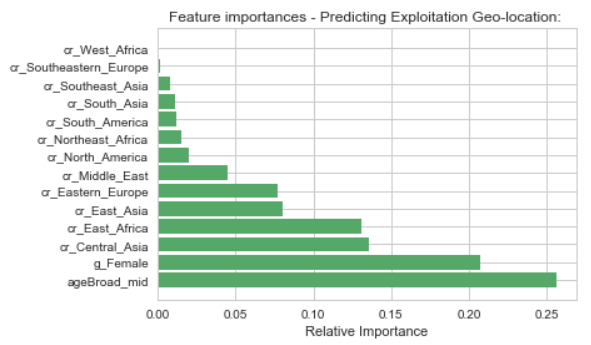 Feature importances - Predicting Exploitation Geo-location:
cr_West_Africa
cr_Southeastern_Europe
cr_Southeast_Asia
cr_South_Asia
cr_South_America
cr_Northeast_Africa
cr_North_America
cr_Middle_East
cr_Eastern_Europe
cr_East_Asia
cr_East_Africa
cr_Central_Asia
g_Female
ageBroad_mid
0.00 0.05 0.10 0.15 0.20 0.25
Relative Importance